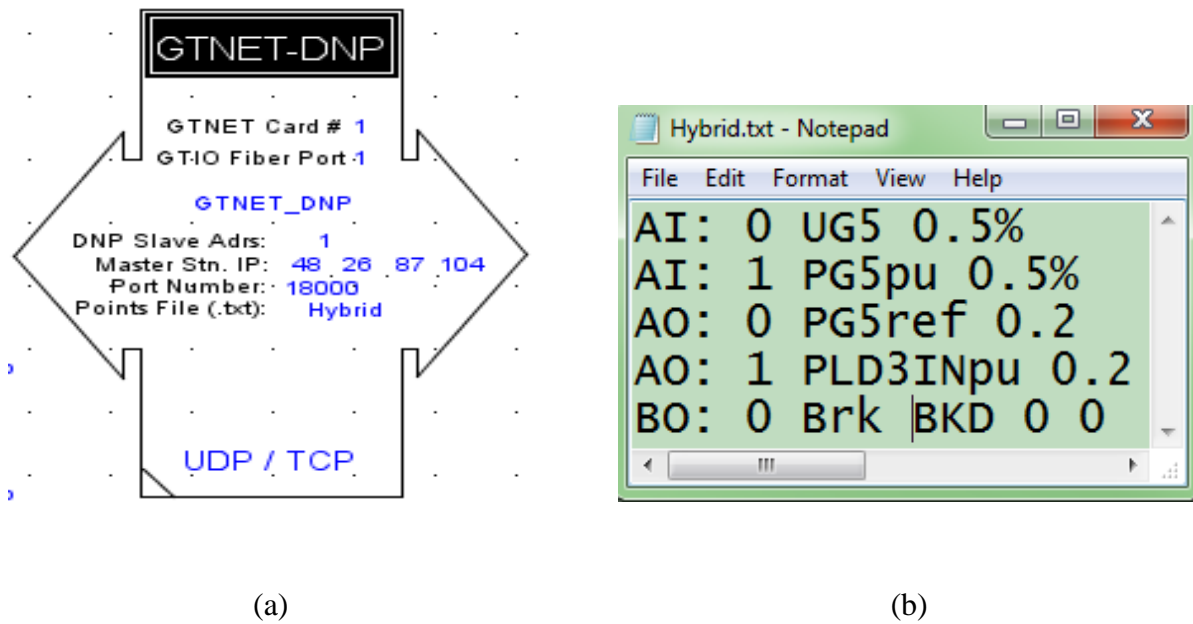 GTNET-DNP
GTNET Card # 1
GTIO Fiber Port 1
GTNET_DNP
DNP Slave Adrs: 1
Master Stn. IP: 48 26 87 104
Port Number: 18000
Points File (.txt): Hybrid
UDP / TCP
(a)
Hybrid.txt - Notepad
File Edit Format View Help
AI: 0 UG5 0.5%
AI: 1 PG5pu 0.5%
AO: 0 PG5ref 0.2
AO: 1 PLD3INpu 0.2
BO: 0 Brk BKD 0 0
(b)